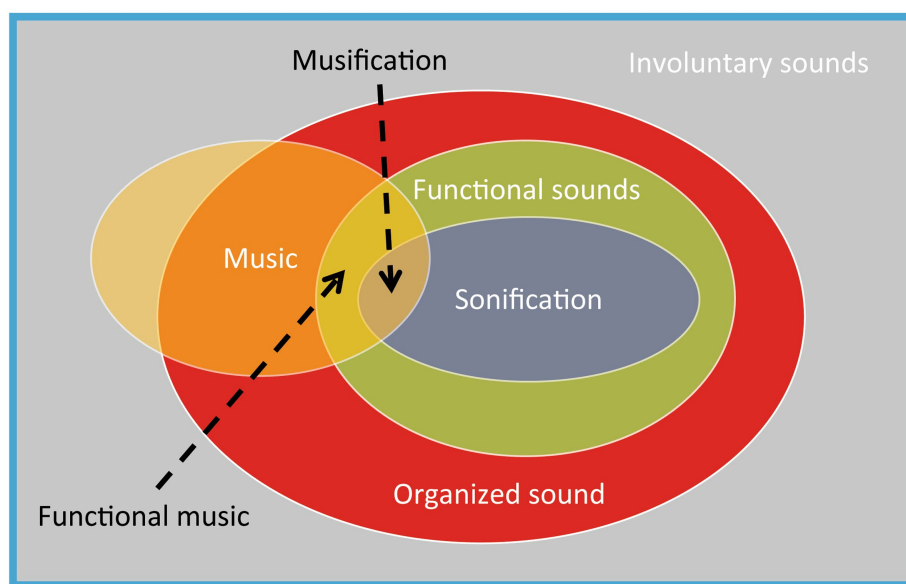 Musification
Involuntary sounds
Functional sounds
Music
Sonification
Organized sound
Functional music